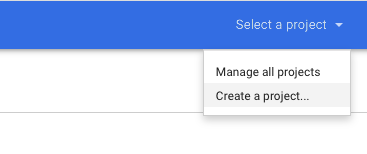 Select a project
Manage all projects
Create a project...